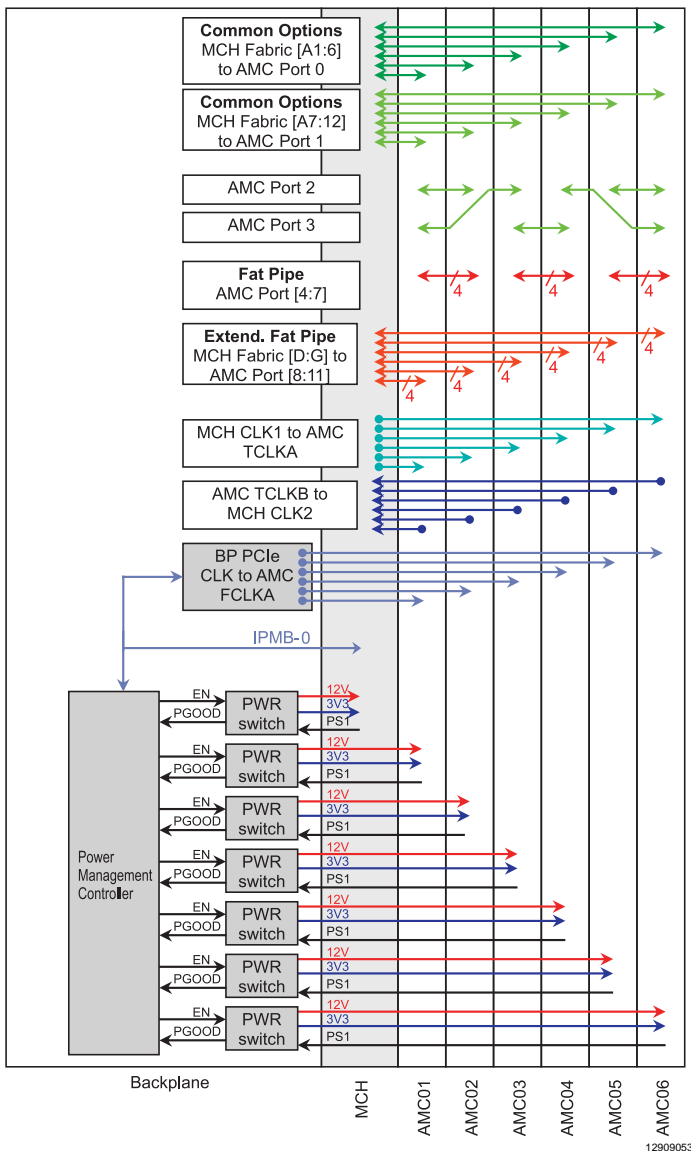 Common Options
MCH Fabric [A1:6]
to AMC Port 0
Common Options
MCH Fabric [A7:12]
to AMC Port 1
AMC Port 2
AMC Port 3
Fat Pipe
AMC Port [4:7]
4
4
4
Extend. Fat Pipe
MCH Fabric [D:G] to
AMC Port [8:11]
4
4
4
4
4
4
MCH CLK1 to AMC
TCLKA
AMC TCLKB to
MCH CLK2
BP PCIe
CLK to AMC
FCLKA
IPMB-0
Power
Management
Controller
EN
PGOOD
PWR
switch
12V
3V3
PS1
EN
PGOOD
PWR
switch
12V
3V3
PS1
EN
PGOOD
PWR
switch
12V
3V3
PS1
EN
PGOOD
PWR
switch
12V
3V3
PS1
EN
PGOOD
PWR
switch
12V
3V3
PS1
EN
PGOOD
PWR
switch
12V
3V3
PS1
EN
PGOOD
PWR
switch
12V
3V3
PS1
Backplane
MCH
AMC01
AMC02
AMC03
AMC04
AMC05
AMC06
12909053